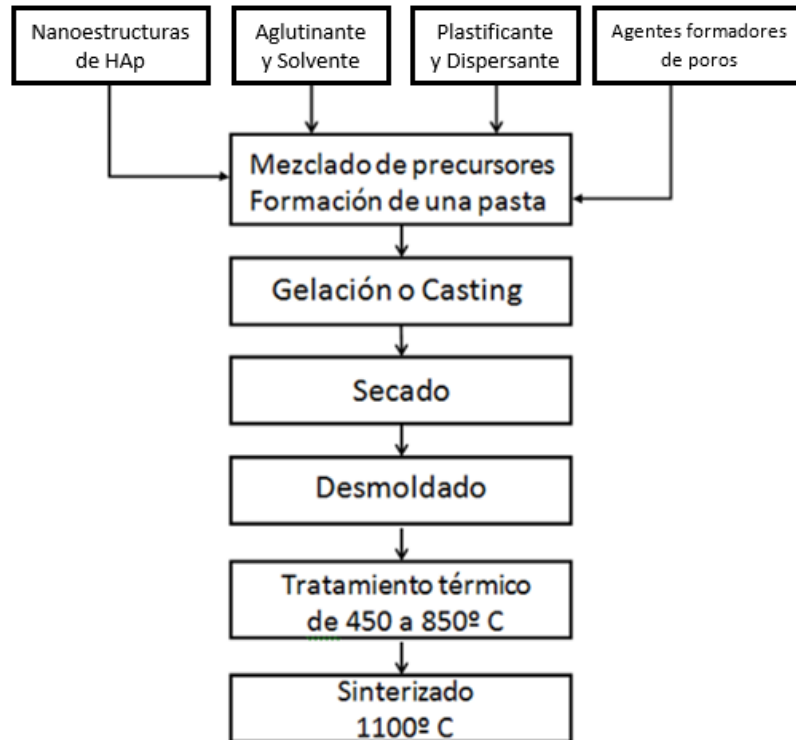 Nanoestructuras
de HAp
Aglutinante
y Solvente
Plastificante
y Dispersante
Agentes formadores
de poros
Mezclado de precursores
Formación de una pasta
Gelación o Casting
Secado
Desmoldado
Tratamiento térmico
de 450 a 850º C
Sinterizado
1100º C